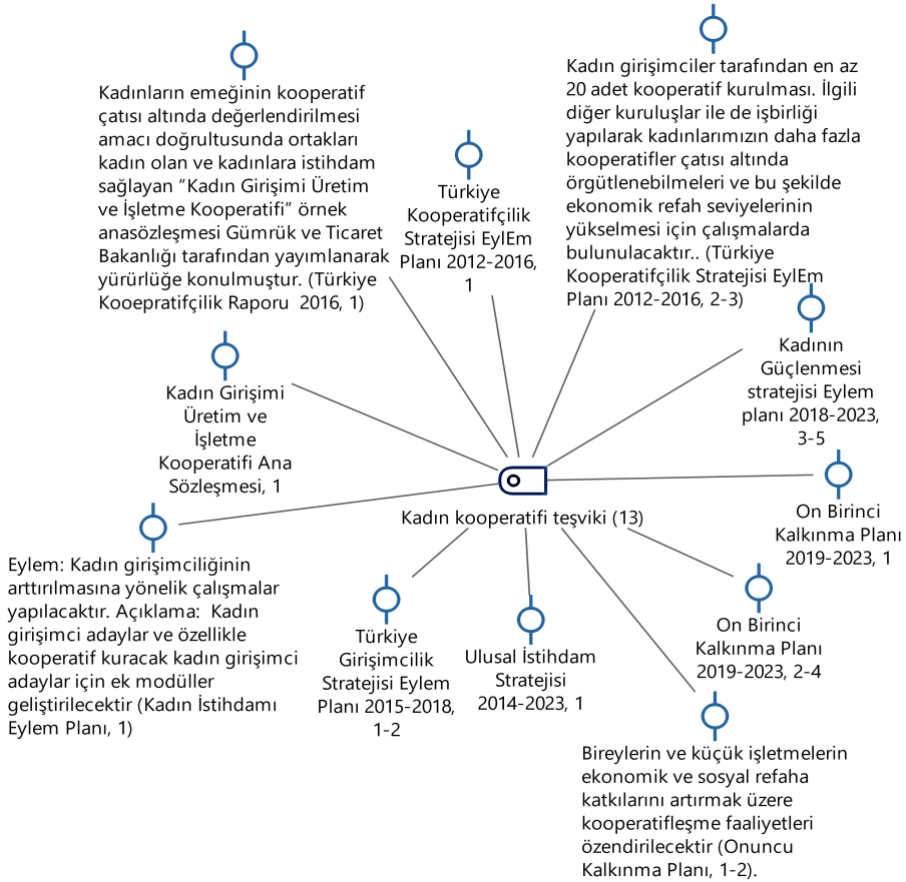 Kadınların emeğinin kooperatif
çatısı altında değerlendirilmesi
amacı doğrultusunda ortakları
kadın olan ve kadınlara istihdam
sağlayan “Kadın Girişimi Üretim
ve İşletme Kooperatifi” örnek
anasözleşmesi Gümrük ve Ticaret
Bakanlığı tarafından yayımlanarak
yürürlüğe konulmuştur. (Türkiye
Kooepratifçilik Raporu 2016, 1)
Türkiye
Kooperatifçilik
Stratejisi EylEm
Planı 2012-2016,
1
Kadın girişimciler tarafından en az
20 adet kooperatif kurulması. İlgili
diğer kuruluşlar ile de işbirliği
yapılarak kadınlarımızın daha fazla
kooperatifler çatısı altında
örgütlenebilmeleri ve bu şekilde
ekonomik refah seviyelerinin
yükselmesi için çalışmalarda
bulunulacaktır.. (Türkiye
Kooperatifçilik Stratejisi EylEm
Planı 2012-2016, 2-3)
Kadının
Güçlenmesi
stratejisi Eylem
planı 2018-2023,
3-5
Kadın Girişimi
Üretim ve
İşletme
Kooperatifi Ana
Sözleşmesi, 1
On Birinci
Kalkınma Planı
2019-2023, 1
Kadın kooperatifi teşviki (13)
Eylem: Kadın girişimciliğinin
arttırılmasına yönelik çalışmalar
yapılacaktır. Açıklama: Kadın
girişimci adaylar ve özellikle
kooperatif kuracak kadın girişimci
adaylar için ek modüller
geliştirilecektir (Kadın İstihdamı
Eylem Planı, 1)
Türkiye
Girişimcilik
Stratejisi Eylem
Planı 2015-2018,
1-2
Ulusal İstihdam
Stratejisi
2014-2023, 1
On Birinci
Kalkınma Planı
2019-2023, 2-4
Bireylerin ve küçük işletmelerin
ekonomik ve sosyal refaha
katkılarını artırmak üzere
kooperatifleşme faaliyetleri
özendirilecektir (Onuncu
Kalkınma Planı, 1-2).